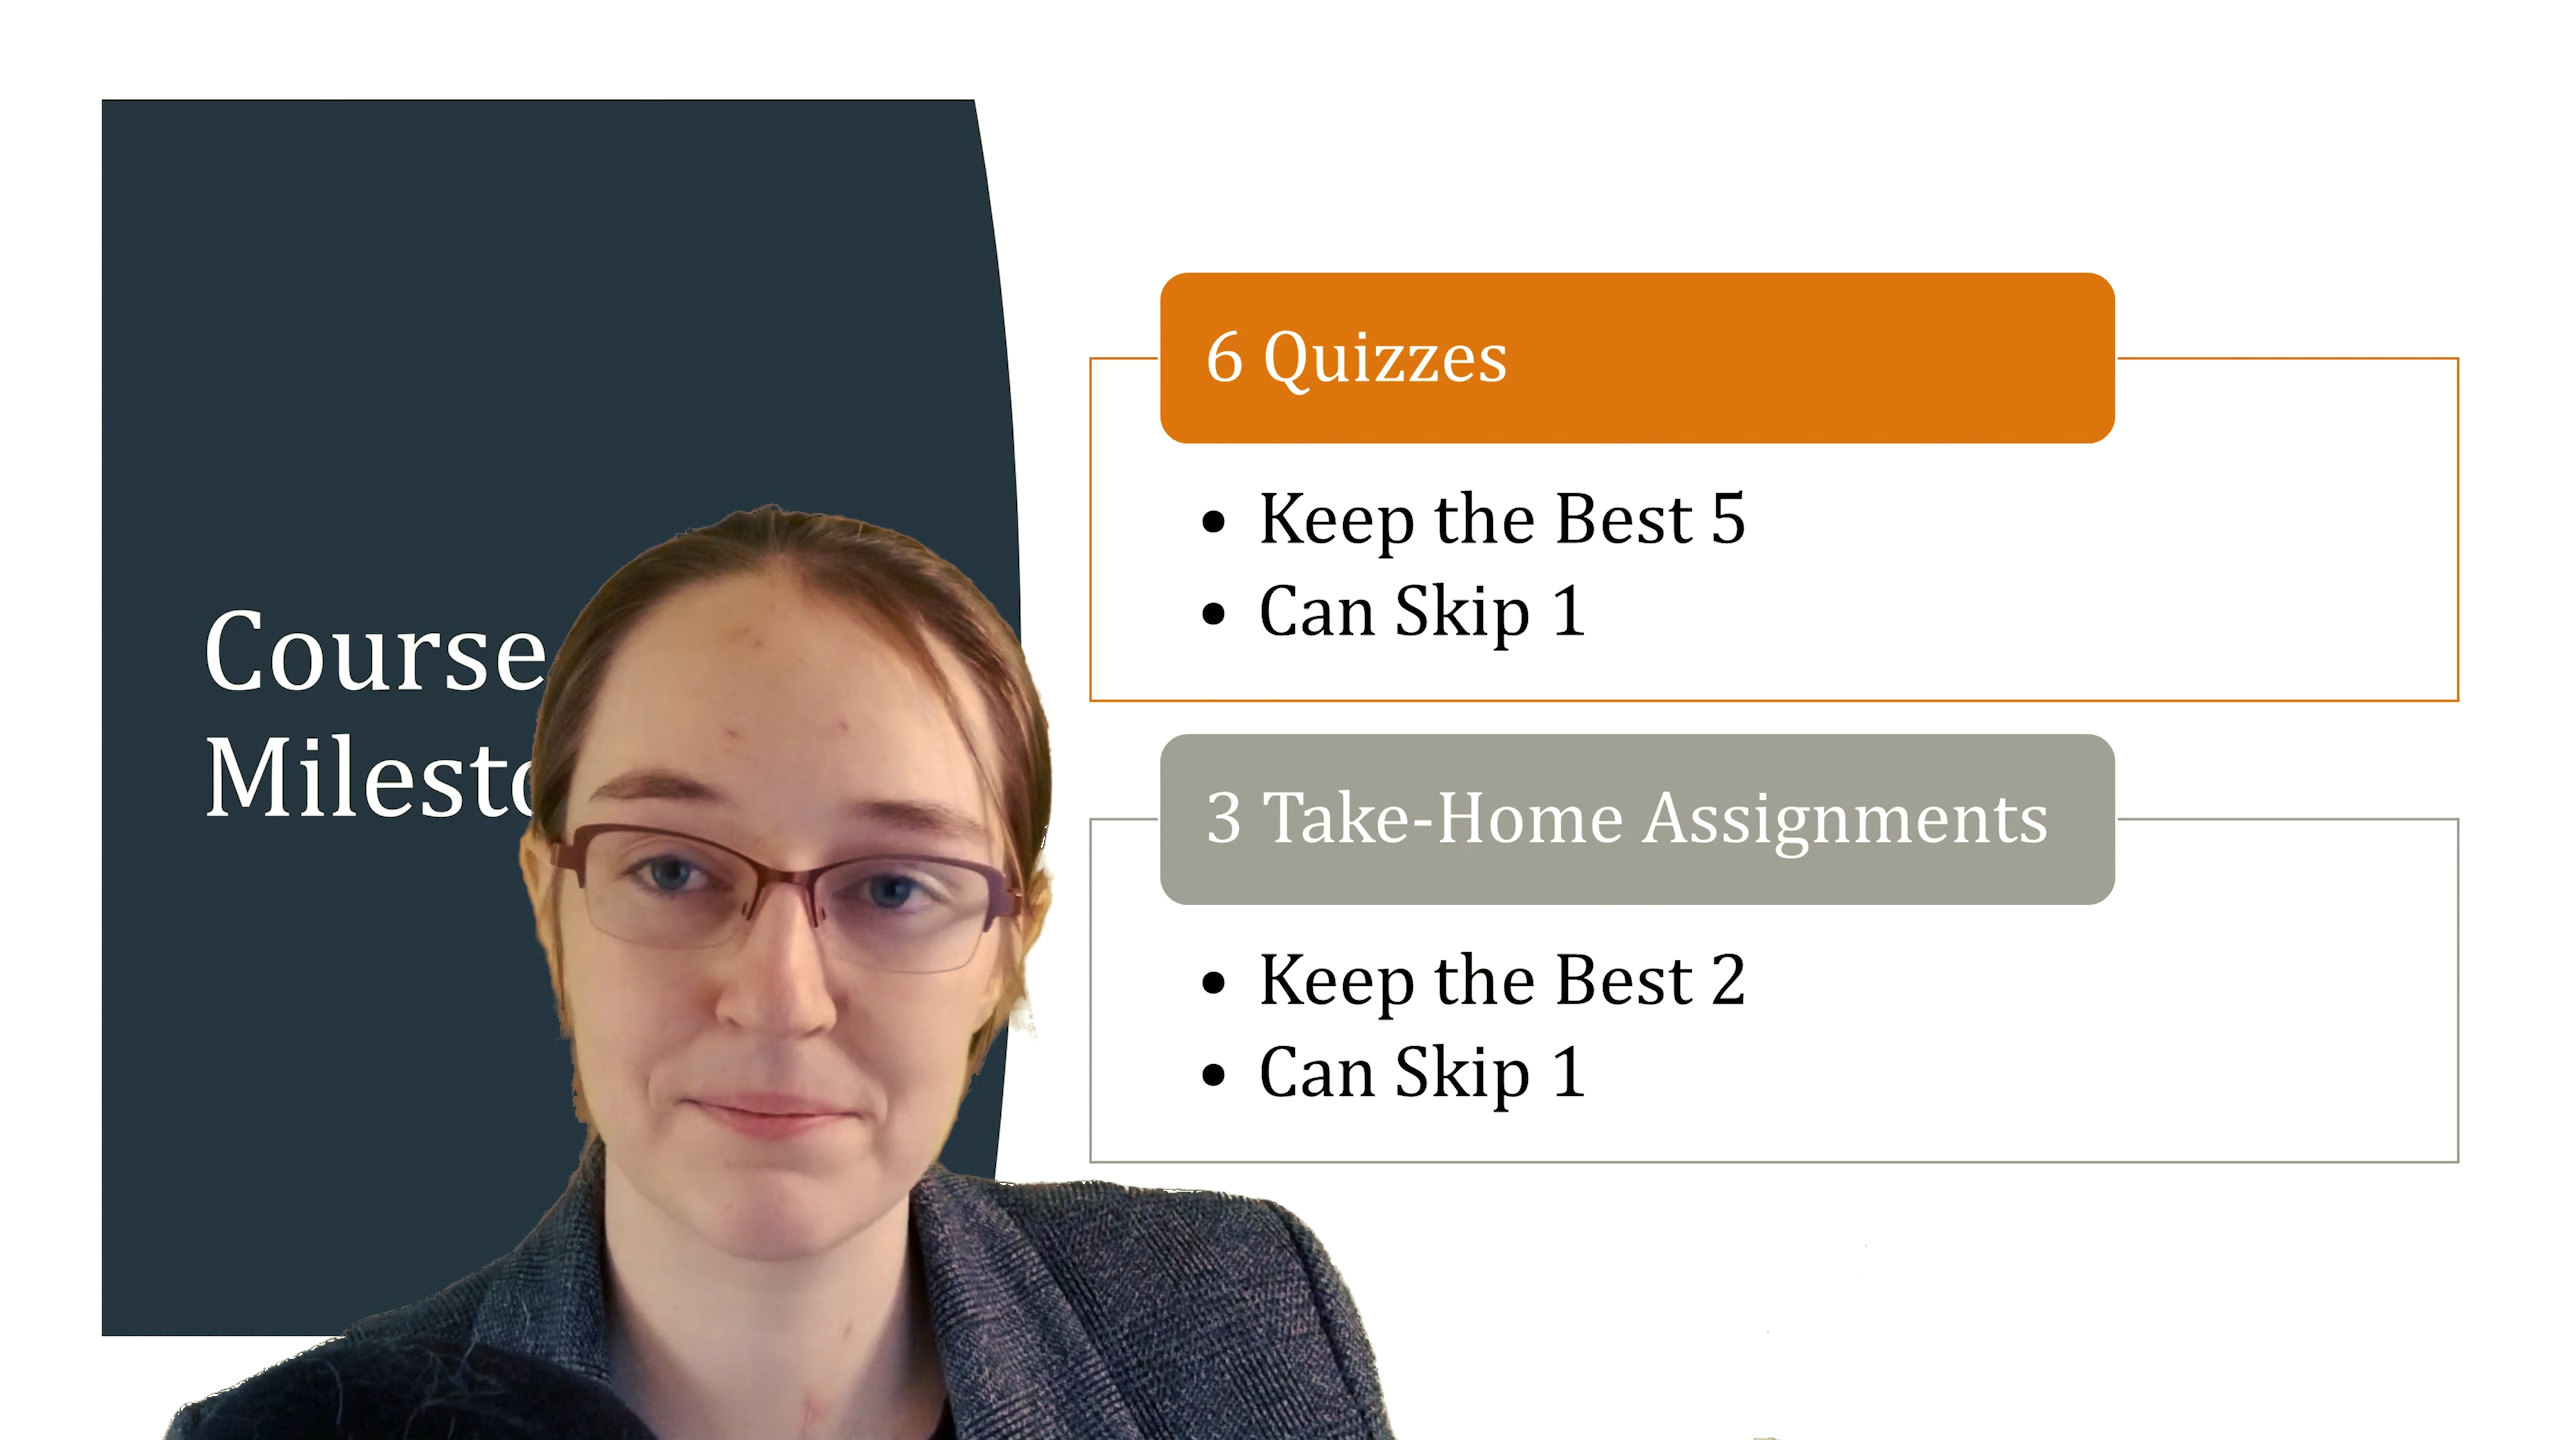 Course
6 Quizzes
• Keep the Best 5
• Can Skip 1
3 Take-Home Assignments
• Keep the Best 2
• Can Skip 1